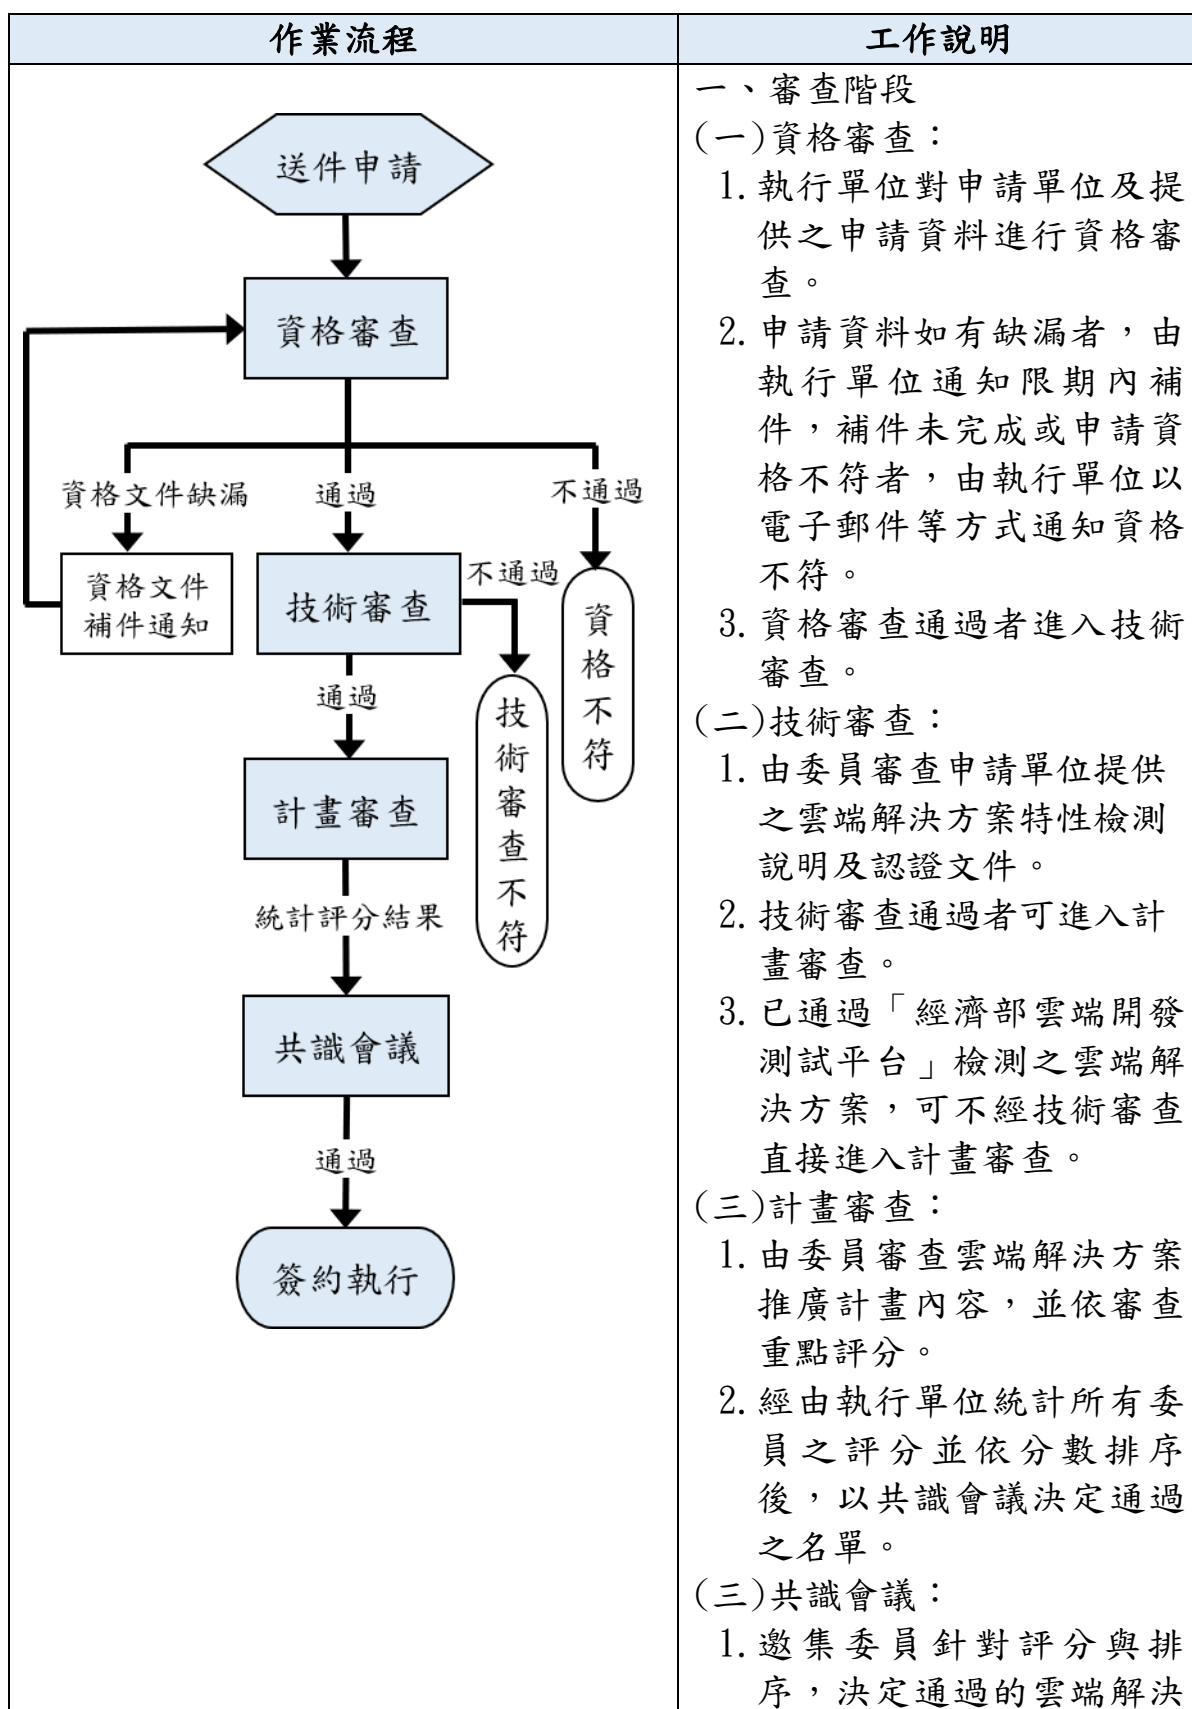 作業流程
工作說明
送件申請
資格審查
資格文件缺漏
通過
不通過
資格文件
補件通知
技術審查
不通過
資格不符
通過
技術審查不符
計畫審查
統計評分結果
共識會議
通過
簽約執行
一、審查階段
(一)資格審查：
1.執行單位對申請單位及提
供之申請資料進行資格審
查。
2.申請資料如有缺漏者，由
執行單位通知限期內補
件，補件未完成或申請資
格不符者，由執行單位以
電子郵件等方式通知資格
不符。
3.資格審查通過者進入技術
審查。
(二)技術審查：
1.由委員審查申請單位提供
之雲端解決方案特性檢測
說明及認證文件。
2.技術審查通過者可進入計
畫審查。
3.已通過「經濟部雲端開發
測試平台」檢測之雲端解
決方案，可不經技術審查
直接進入計畫審查。
(三)計畫審查：
1.由委員審查雲端解決方案
推廣計畫內容，並依審查
重點評分。
2.經由執行單位統計所有委
員之評分並依分數排序
後，以共識會議決定通過
之名單。
(三)共識會議：
1.邀集委員針對評分與排
序，決定通過的雲端解決